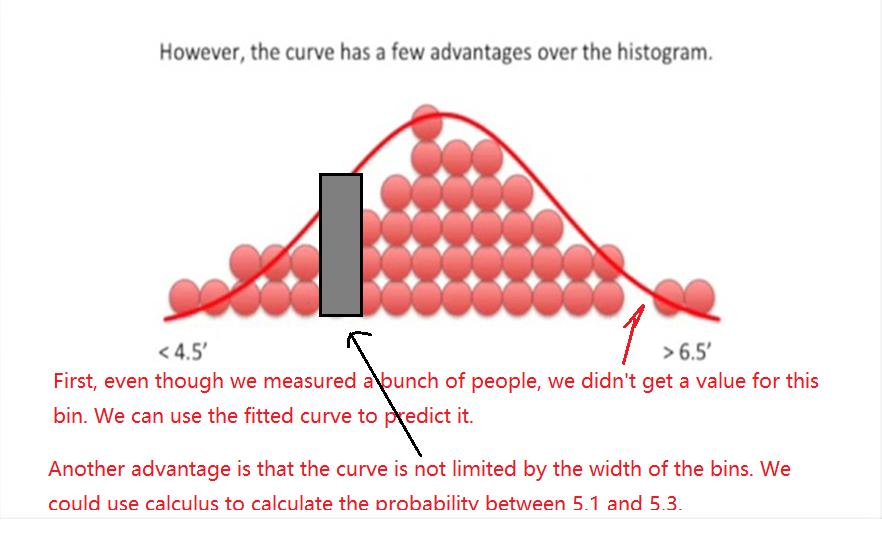 However, the curve has a few advantages over the histogram.
< 4.5′
> 6.5′
First, even though we measured a bunch of people, we didn't get a value for this
bin. We can use the fitted curve to predict it.
Another advantage is that the curve is not limited by the width of the bins. We
could use calculus to calculate the probability between 5.1 and 5.3.